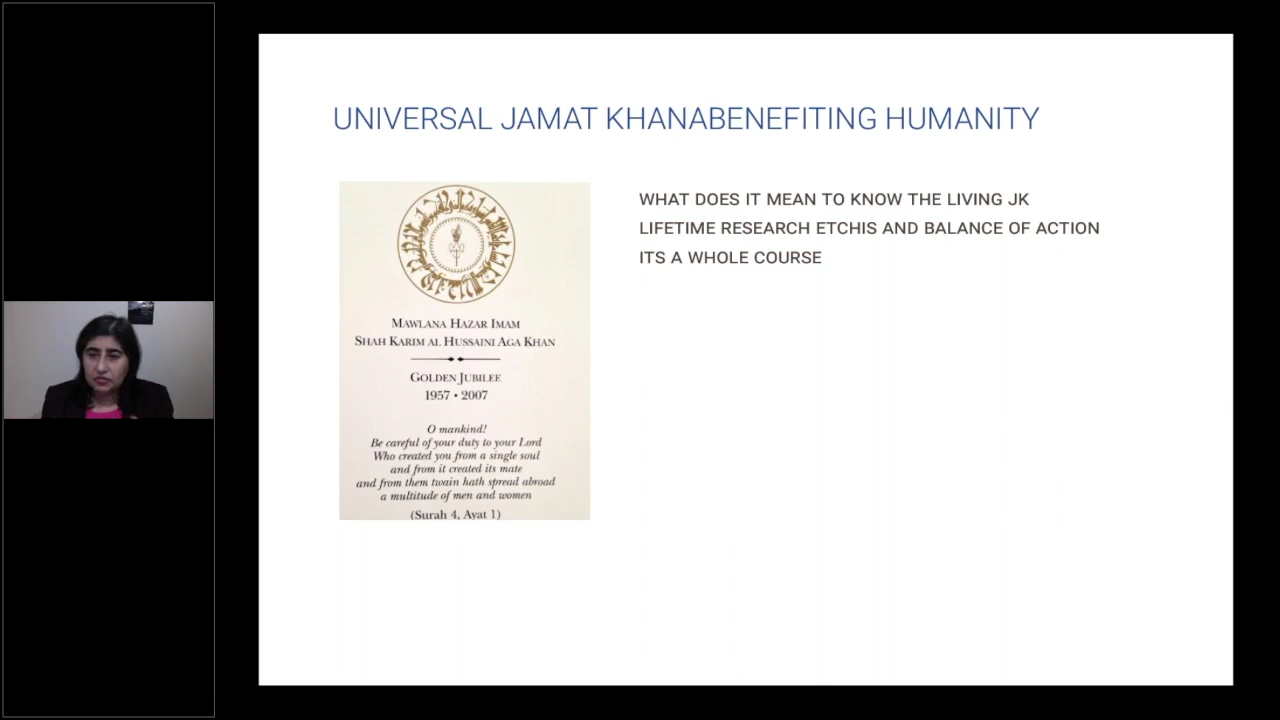 UNIVERSAL JAMAT KHANABENEFITING HUMANITY
MAWLANA HAZAR IMAM
SHAH KARIM AL HUSSAINI AGA KHAN
GOLDEN JUBILEE
1957 • 2007
O mankind!
Be careful of your duty to your Lord
Who created you from a single soul
and from it created its mate
and from them twain hath spread abroad
a multitude of men and women
(Surah 4, Ayat 1)
WHAT DOES IT MEAN TO KNOW THE LIVING JK
LIFETIME RESEARCH ETCHIS AND BALANCE OF ACTION
ITS A WHOLE COURSE